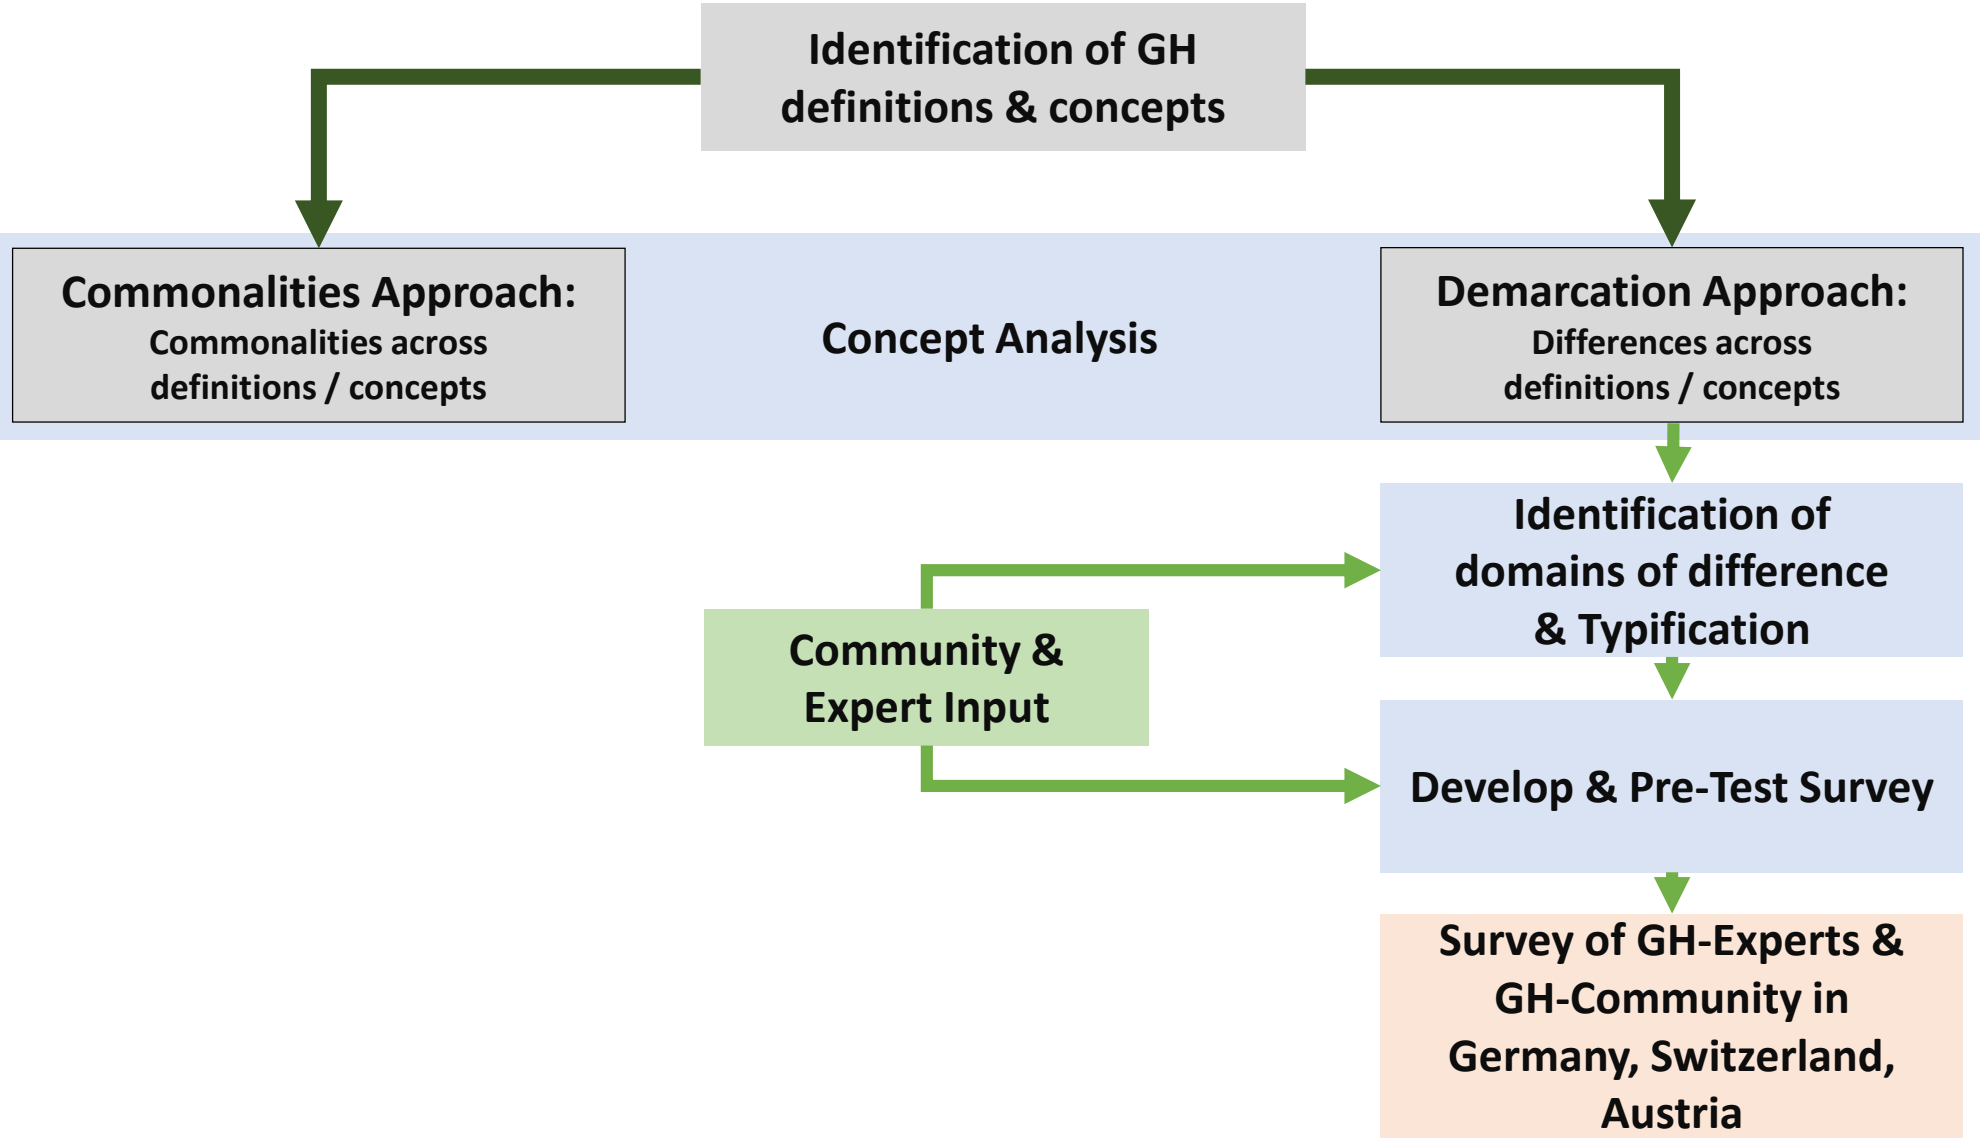 Identification of GH
definitions & concepts
Commonalities Approach:
Commonalities across
definitions / concepts
Concept Analysis
Demarcation Approach:
Differences across
definitions / concepts
Identification of
domains of difference
& Typification
Community &
Expert Input
Develop & Pre-Test Survey
Survey of GH-Experts &
GH-Community in
Germany, Switzerland,
Austria